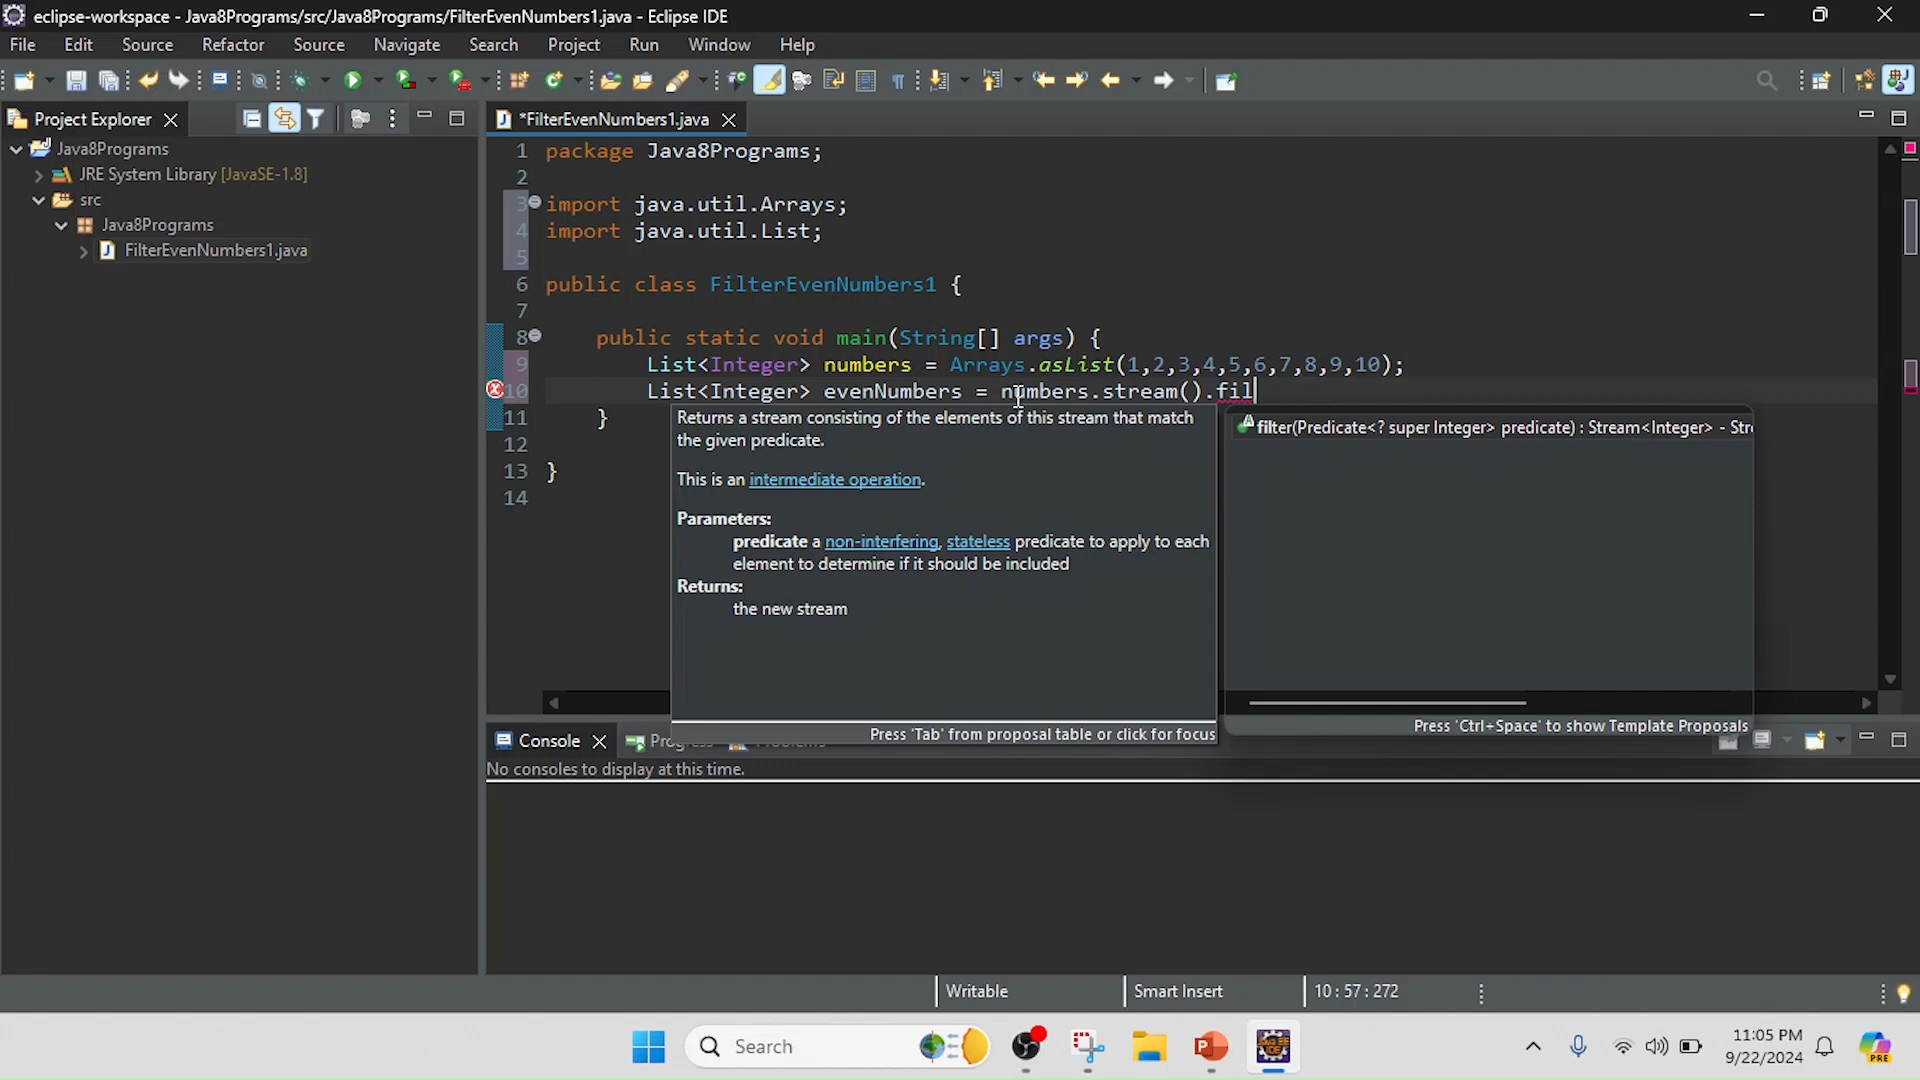 eclipse-workspace - Java8Programs/src/Java8Programs/FilterEvenNumbers1.java - Eclipse IDE
File Edit Source Refactor Source Navigate Search Project Run Window Help
Project Explorer
*FilterEvenNumbers1.java
Java8Programs
JRE System Library [JavaSE-1.8]
src
Java8Programs
FilterEvenNumbers1.java
1 package Java8Programs;
2
3 import java.util.Arrays;
4 import java.util.List;
5
6 public class FilterEvenNumbers1 {
7
8 public static void main(String[] args) {
9 List<Integer> numbers = Arrays.asList(1,2,3,4,5,6,7,8,9,10);
10 List<Integer> evenNumbers = numbers.stream().fil
11 }
12
13 }
14
Returns a stream consisting of the elements of this stream that match
the given predicate.
This is an intermediate operation.
Parameters:
predicate a non-interfering, stateless predicate to apply to each
element to determine if it should be included
Returns:
the new stream
Press 'Tab' from proposal table or click for focus
filter(Predicate<? super Integer> predicate) : Stream<Integer> - Stre
Press 'Ctrl+Space' to show Template Proposals
Console
No consoles to display at this time.
Writable Smart Insert 10 : 57 : 272
Search
JAVA EE
IDE
11:05 PM
9/22/2024
PRE